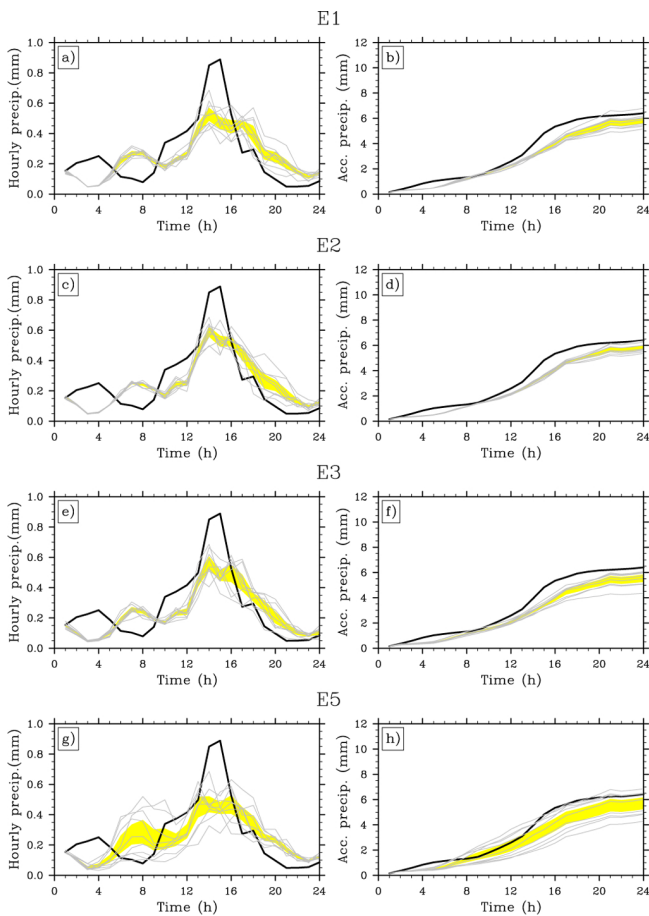 E1
a)
Hourly precip.(mm)
1.0
0.8
0.6
0.4
0.2
0.0
0 4 8 12 16 20 24
Time (h)
b)
Acc. precip. (mm)
12
10
8
6
4
2
0
0 4 8 12 16 20 24
Time (h)
E2
c)
Hourly precip.(mm)
1.0
0.8
0.6
0.4
0.2
0.0
0 4 8 12 16 20 24
Time (h)
d)
Acc. precip. (mm)
12
10
8
6
4
2
0
0 4 8 12 16 20 24
Time (h)
E3
e)
Hourly precip.(mm)
1.0
0.8
0.6
0.4
0.2
0.0
0 4 8 12 16 20 24
Time (h)
f)
Acc. precip. (mm)
12
10
8
6
4
2
0
0 4 8 12 16 20 24
Time (h)
E5
g)
Hourly precip.(mm)
1.0
0.8
0.6
0.4
0.2
0.0
0 4 8 12 16 20 24
Time (h)
h)
Acc. precip. (mm)
12
10
8
6
4
2
0
0 4 8 12 16 20 24
Time (h)